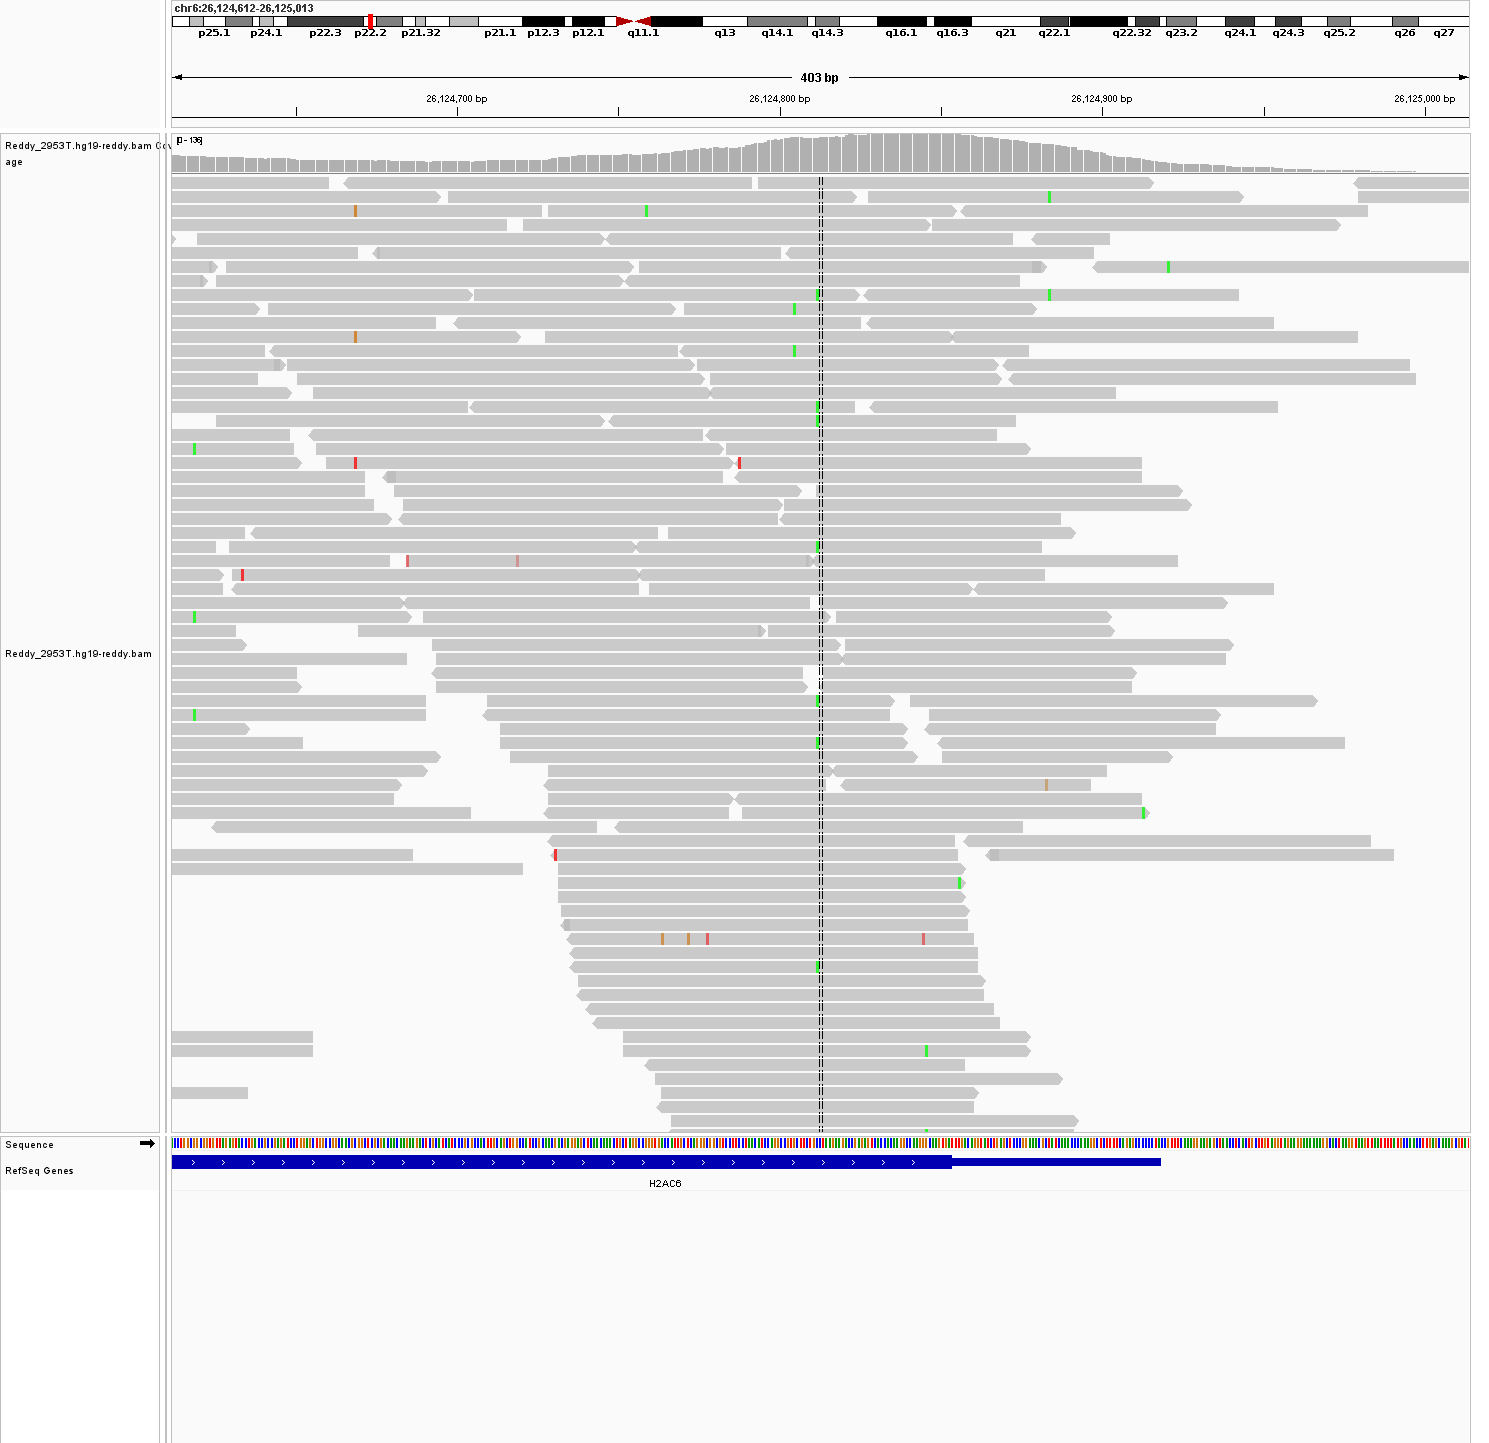 chr6:26,124,612-26,125,013
p25.1 p24.1 p22.3 p22.2 p21.32 p21.1 p12.3 p12.1 q11.1 q13 q14.1 q14.3 q16.1 q16.3 q21 q22.1 q22.32 q23.2 q24.1 q24.3 q25.2 q26 q27
403 bp
26,124,700 bp 26,124,800 bp 26,124,900 bp 26,125,000 bp
[0 - 136]
Reddy_2953T.hg19-reddy.bam Cov
age
Reddy_2953T.hg19-reddy.bam
Sequence
RefSeq Genes
H2AC6